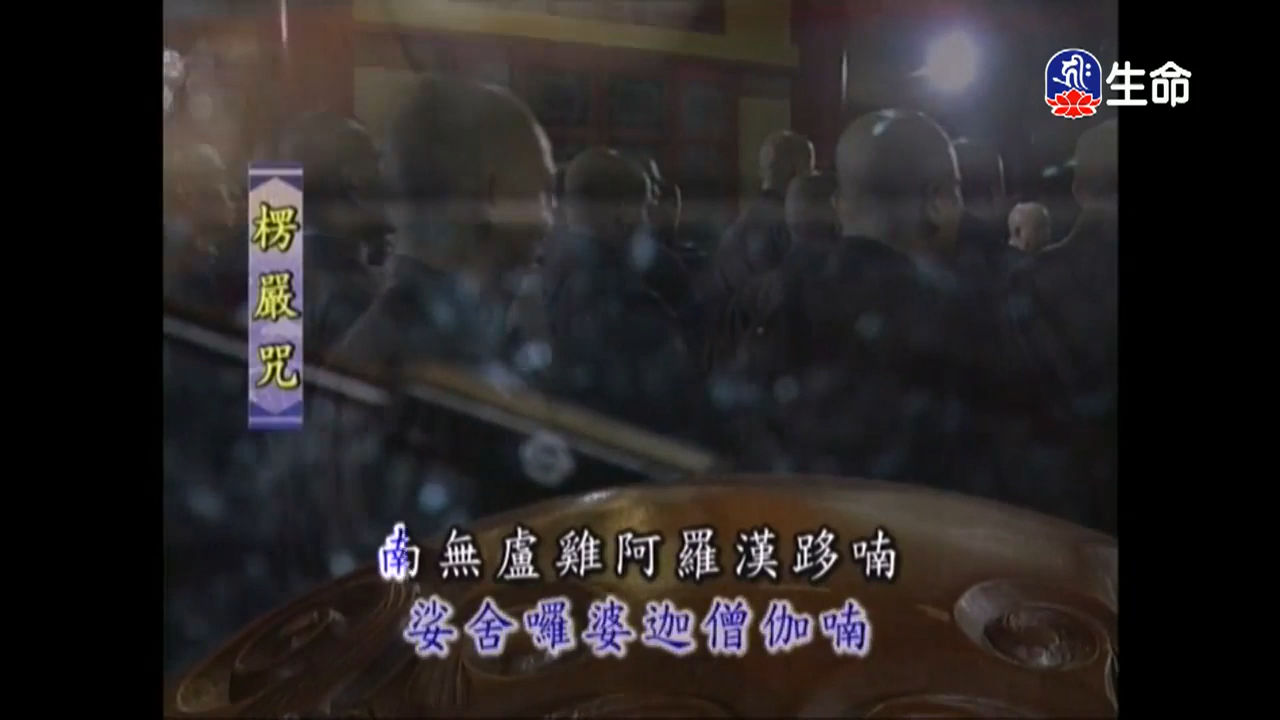 生命
楞嚴咒
南無盧雞阿羅漢跢喃
娑舍囉婆迦僧伽喃